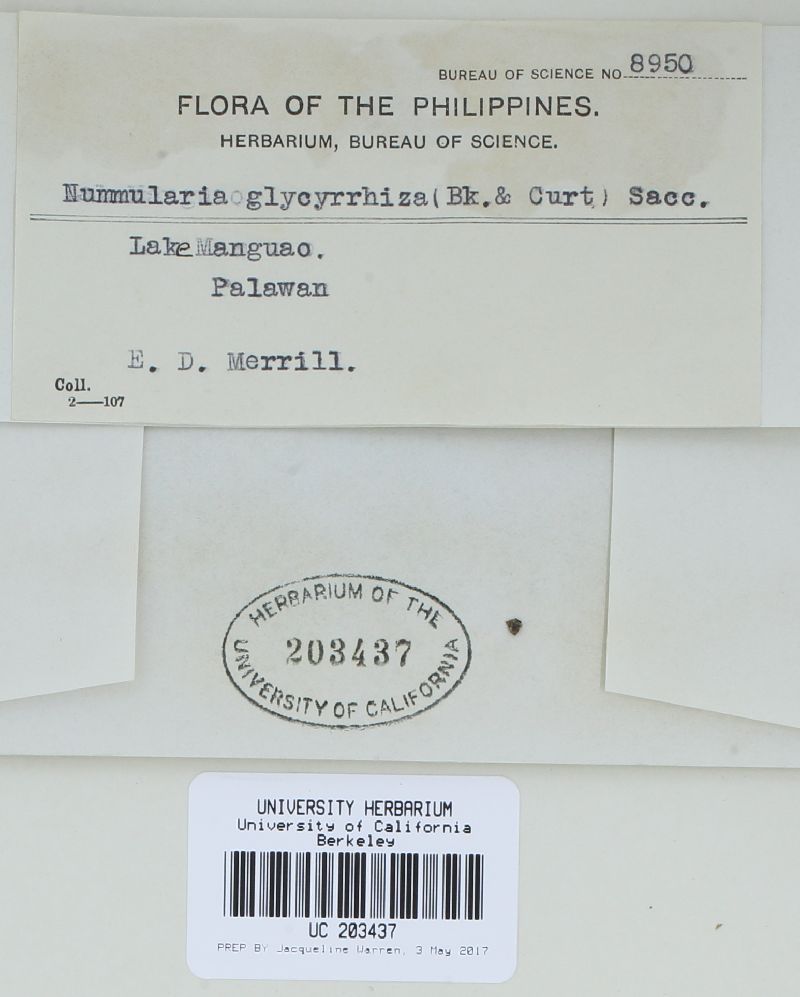 BUREAU OF SCIENCE NO. 8950
FLORA OF THE PHILIPPINES.
HERBARIUM, BUREAU OF SCIENCE.
Nummularia glycyrrhiza (Bk. & Curt) Sacc.
Lake Manguao.
Palawan
E. D. Merrill.
Coll.
2—107
HERBARIUM OF THE
203437
UNIVERSITY OF CALIFORNIA
UNIVERSITY HERBARIUM
University of California
Berkeley
UC 203437
PREP BY Jacqueline Warren, 3 May 2017